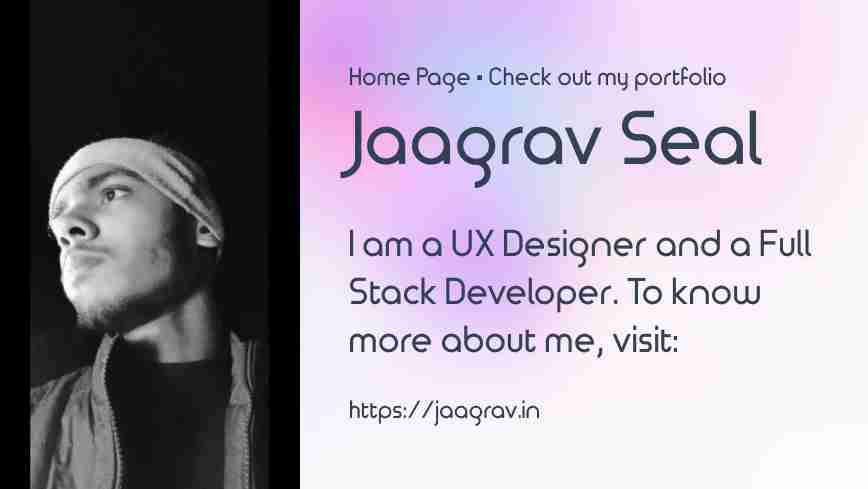 Home Page • Check out my portfolio
Jaagrav Seal
I am a UX Designer and a Full
Stack Developer. To know
more about me, visit:
https://jaagrav.in